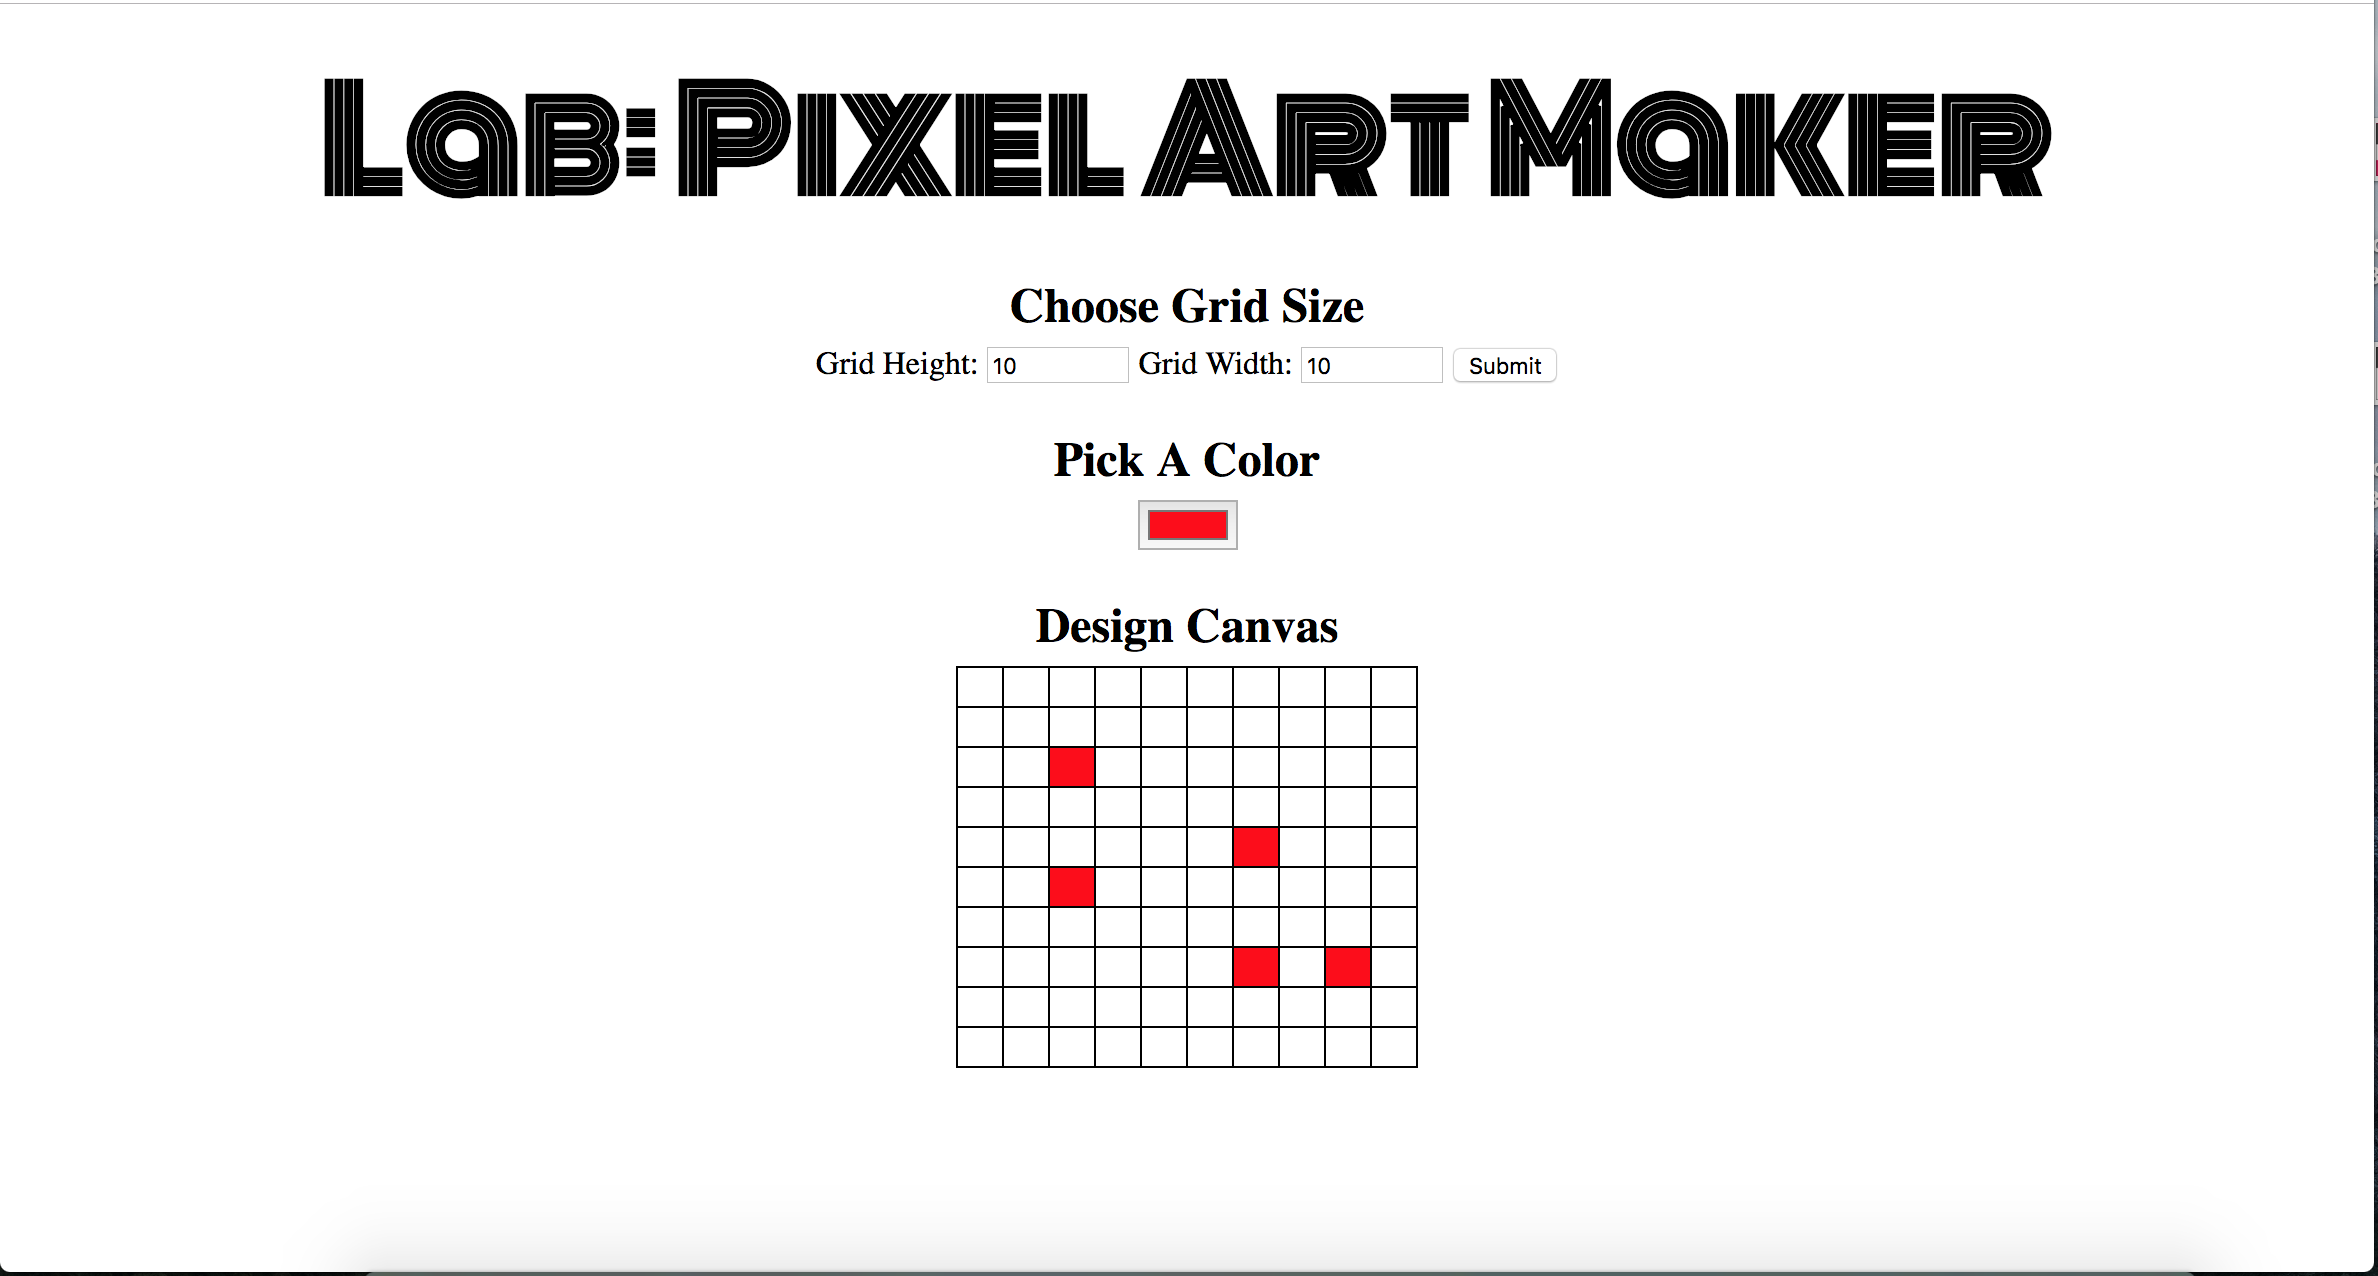 Lab: Pixel Art Maker
Choose Grid Size
Grid Height: 10 Grid Width: 10 Submit
Pick A Color
Design Canvas